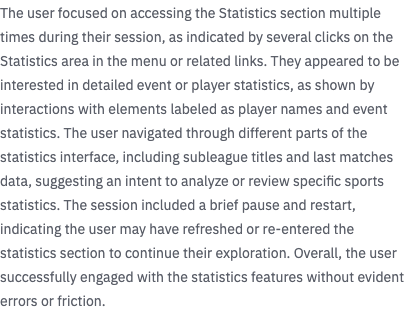 The user focused on accessing the Statistics section multiple
times during their session, as indicated by several clicks on the
Statistics area in the menu or related links. They appeared to be
interested in detailed event or player statistics, as shown by
interactions with elements labeled as player names and event
statistics. The user navigated through different parts of the
statistics interface, including subleague titles and last matches
data, suggesting an intent to analyze or review specific sports
statistics. The session included a brief pause and restart,
indicating the user may have refreshed or re-entered the
statistics section to continue their exploration. Overall, the user
successfully engaged with the statistics features without evident
errors or friction.